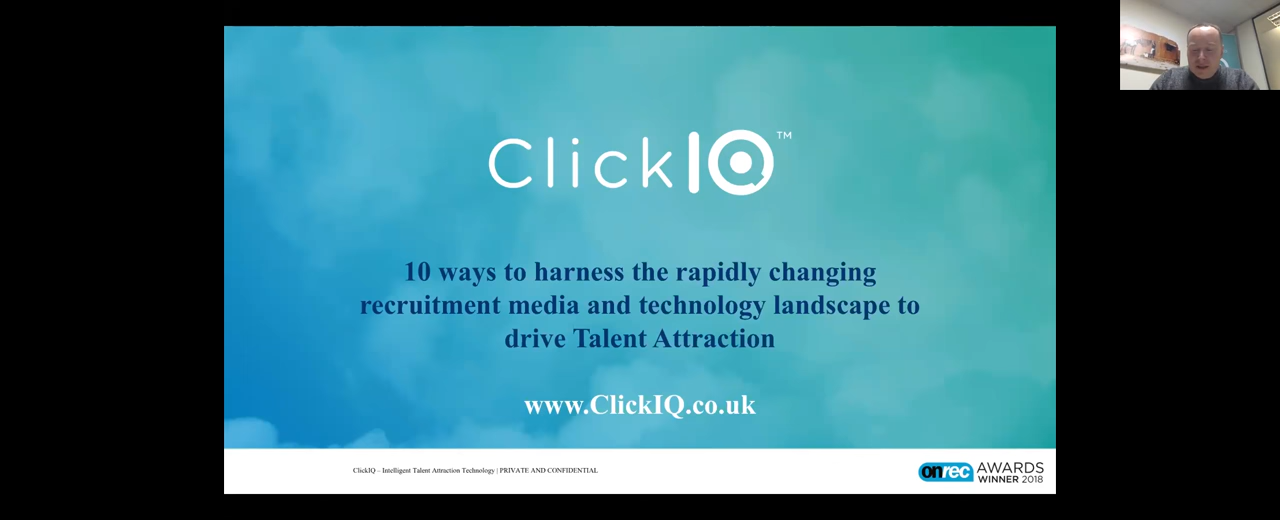 ClickIQ™
10 ways to harness the rapidly changing
recruitment media and technology landscape to
drive Talent Attraction
www.ClickIQ.co.uk
ClickIQ – Intelligent Talent Attraction Technology | PRIVATE AND CONFIDENTIAL
onrec AWARDS
WINNER 2018